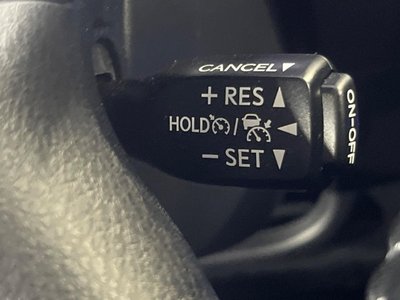 CANCEL ▼
+ RES ▲
HOLD / ◀
− SET ▼
ON-OFF